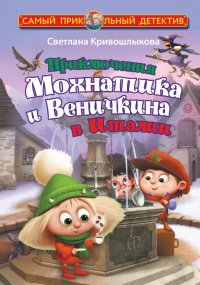 САМЫЙ ПРИКОЛЬНЫЙ ДЕТЕКТИВ
Светлана Кривошлыкова
Приключения
Мохнатика
и Веничкина
в Италии